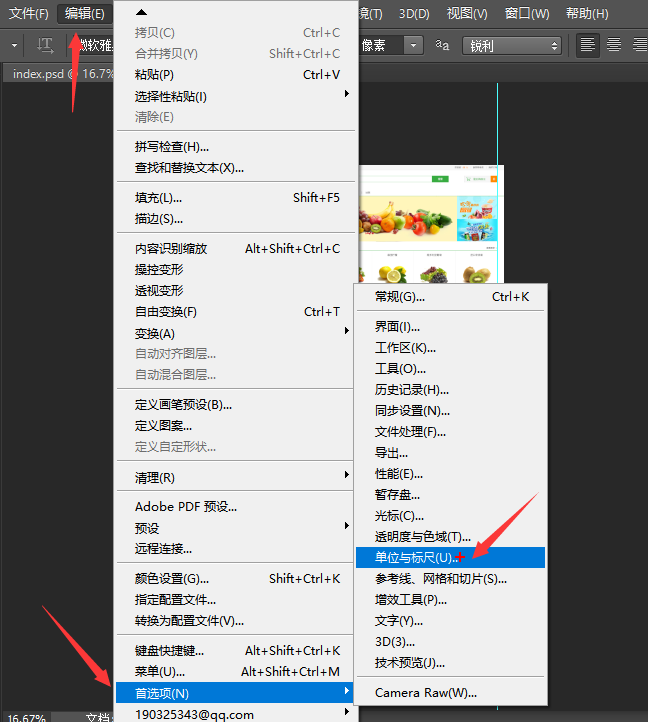 文件(F) 编辑(E) 境(T) 3D(D) 视图(V) 窗口(W) 帮助(H)
微软雅 像素 aa 锐利
index.psd @ 16.7%
拷贝(C) Ctrl+C
合并拷贝(Y) Shift+Ctrl+C
粘贴(P) Ctrl+V
选择性粘贴(I)
清除(E)
拼写检查(H)...
查找和替换文本(X)...
填充(L)... Shift+F5
描边(S)...
内容识别缩放 Alt+Shift+Ctrl+C
操控变形
透视变形
自由变换(F) Ctrl+T
变换(A)
自动对齐图层...
自动混合图层...
定义画笔预设(B)...
定义图案...
定义自定形状...
清理(R)
Adobe PDF 预设...
预设
远程连接...
颜色设置(G)... Shift+Ctrl+K
指定配置文件...
转换为配置文件(V)...
键盘快捷键... Alt+Shift+Ctrl+K
菜单(U)... Alt+Shift+Ctrl+M
首选项(N)
190325343@qq.com
常规(G)... Ctrl+K
界面(I)...
工作区(K)...
工具(O)...
历史记录(H)...
同步设置(N)...
文件处理(F)...
导出...
性能(E)...
暂存盘...
光标(C)...
透明度与色域(T)...
单位与标尺(U)...
参考线、网格和切片(S)...
增效工具(P)...
文字(Y)...
3D(3)...
技术预览(J)...
Camera Raw(W)...
16.67% 文档: